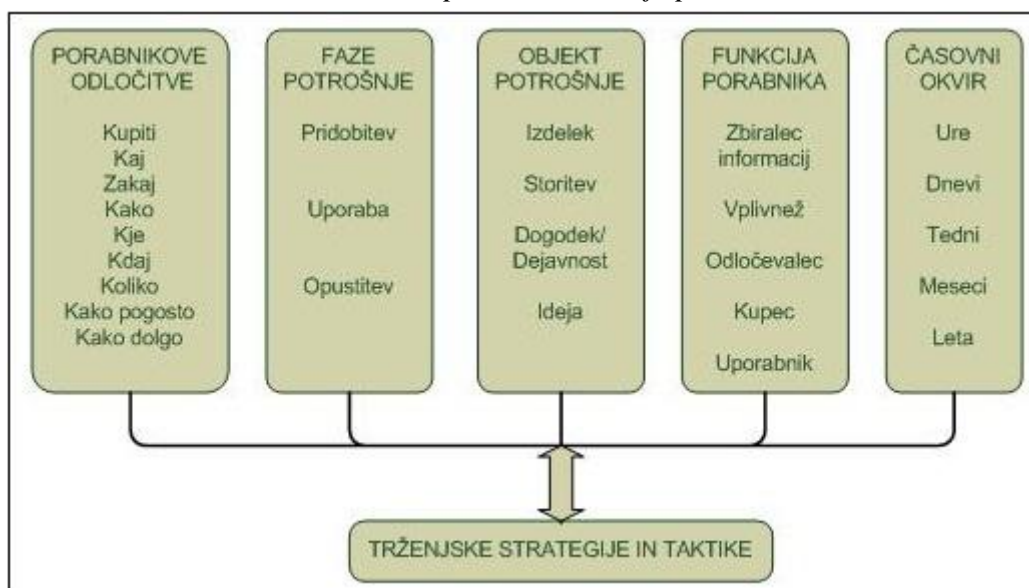 PORABNIKOVE
ODLOČITVE
Kupiti
Kaj
Zakaj
Kako
Kje
Kdaj
Koliko
Kako pogosto
Kako dolgo
FAZE
POTROŠNJE
Pridobitev
Uporaba
Opustitev
OBJEKT
POTROŠNJE
Izdelek
Storitev
Dogodek/
Dejavnost
Ideja
FUNKCIJA
PORABNIKA
Zbiralec
informacij
Vplivnež
Odločevalec
Kupec
Uporabnik
ČASOVNI
OKVIR
Ure
Dnevi
Tedni
Meseci
Leta
TRŽENJSKE STRATEGIJE IN TAKTIKE